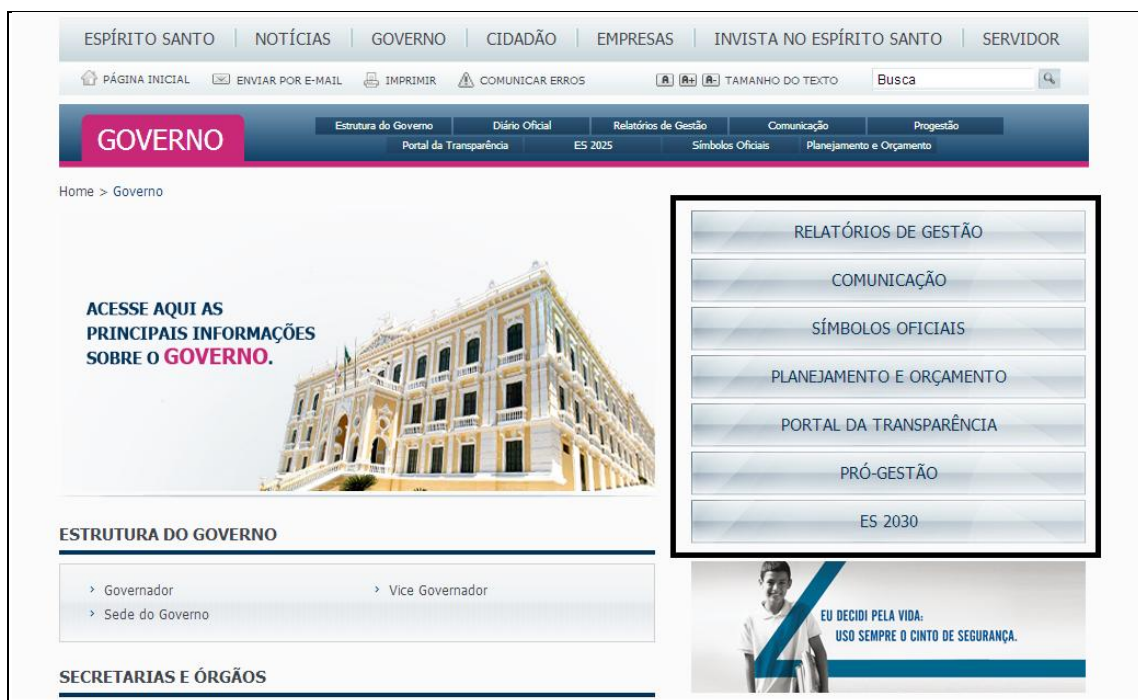 ESPÍRITO SANTO | NOTÍCIAS | GOVERNO | CIDADÃO | EMPRESAS | INVISTA NO ESPÍRITO SANTO | SERVIDOR
PÁGINA INICIAL ENVIAR POR E-MAIL IMPRIMIR COMUNICAR ERROS A A+ A- TAMANHO DO TEXTO Busca
GOVERNO
Estrutura do Governo Diário Oficial Relatórios de Gestão Comunicação Progestão
Portal da Transparência ES 2025 Símbolos Oficiais Planejamento e Orçamento
Home > Governo
ACESSE AQUI AS
PRINCIPAIS INFORMAÇÕES
SOBRE O GOVERNO.
RELATÓRIOS DE GESTÃO
COMUNICAÇÃO
SÍMBOLOS OFICIAIS
PLANEJAMENTO E ORÇAMENTO
PORTAL DA TRANSPARÊNCIA
PRÓ-GESTÃO
ES 2030
ESTRUTURA DO GOVERNO
› Governador › Vice Governador
› Sede do Governo
EU DECIDI PELA VIDA:
USO SEMPRE O CINTO DE SEGURANÇA.
SECRETARIAS E ÓRGÃOS